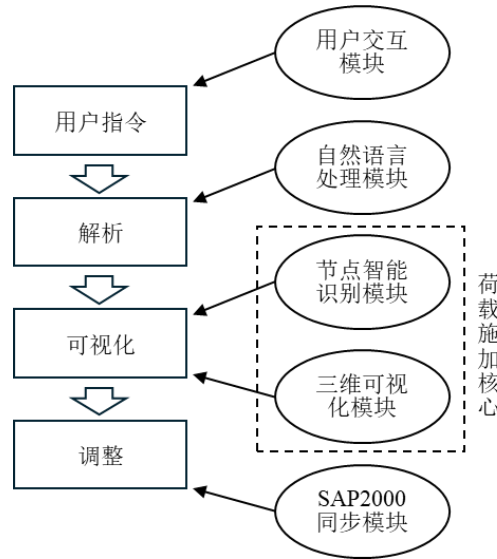 用户交互
模块
用户指令
自然语言
处理模块
解析
节点智能
识别模块
可视化
三维可视
化模块
荷
载
施
加
核
心
调整
SAP2000
同步模块